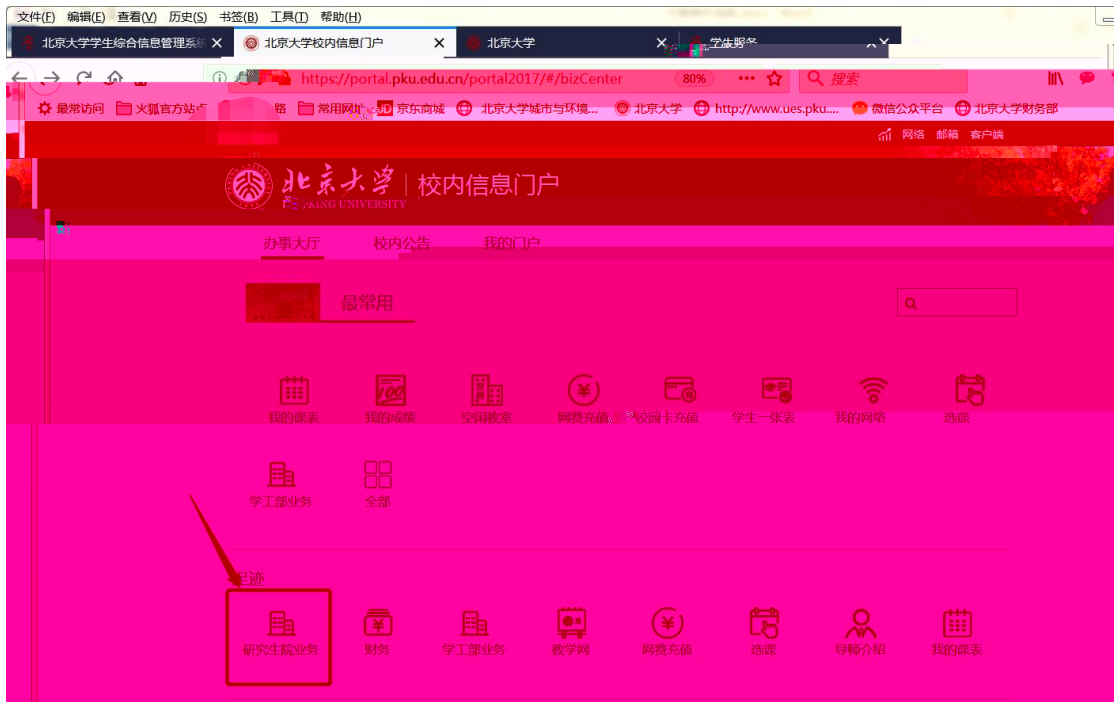 文件(F) 编辑(E) 查看(V) 历史(S) 书签(B) 工具(T) 帮助(H)
北京大学学生综合信息管理系统 × 北京大学校内信息门户 × 北京大学 ×
https://portal.pku.edu.cn/portal2017/#/bizCenter 80% 搜索
最常访问 火狐官方站点 常用网址 JD 京东商城 北京大学城市与环境... 北京大学 http://www.ues.pku.... 微信公众平台 北京大学财务部
网络 邮箱 客户端
北京大学 校内信息门户
PEKING UNIVERSITY
办事大厅 校内公告 我的门户
最常用
我的课表 我的成绩 空闲教室 网费充值 校园卡充值 学生一张表 我的网络 选课
学工部业务 全部
足迹
研究生院业务 财务 学工部业务 教学网 网费充值 选课 导师介绍 我的课表